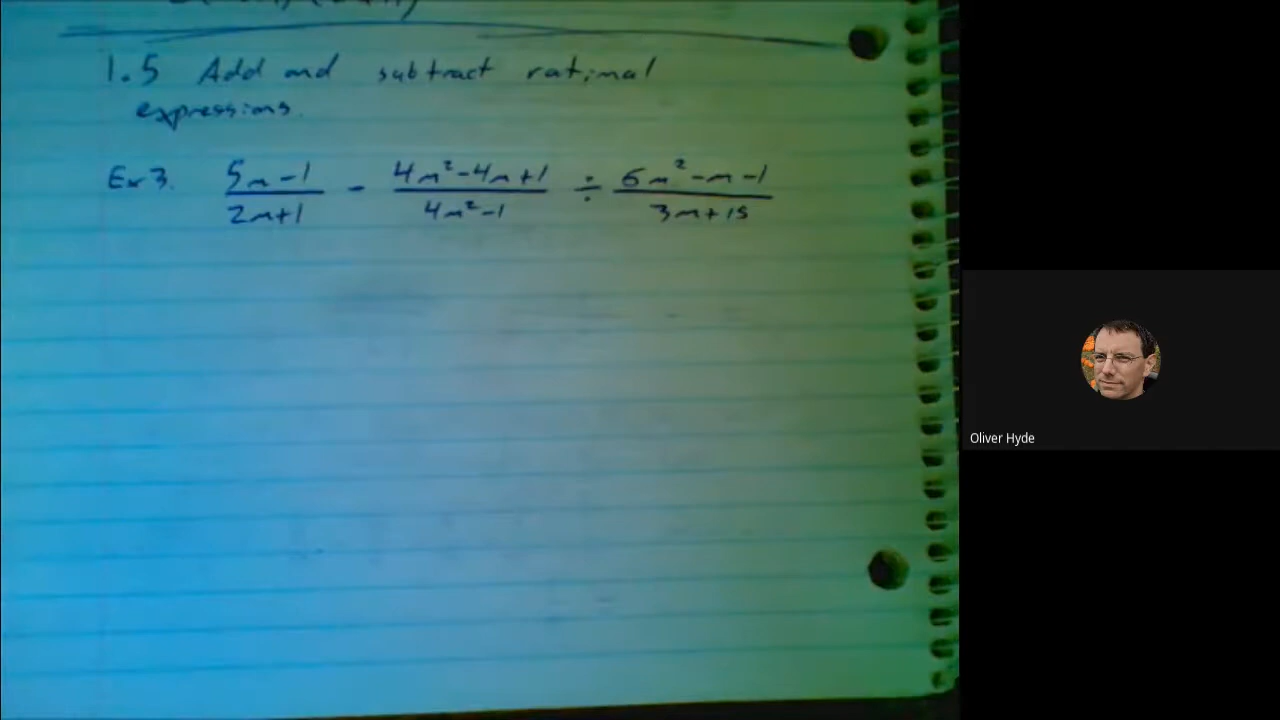 1.5 Add and subtract rational
expressions.
Ex 3. (5m-1)/(2m+1) - (4m²-4m+1)/(4m²-1) ÷ (6m²-m-1)/(3m+15)
Oliver Hyde